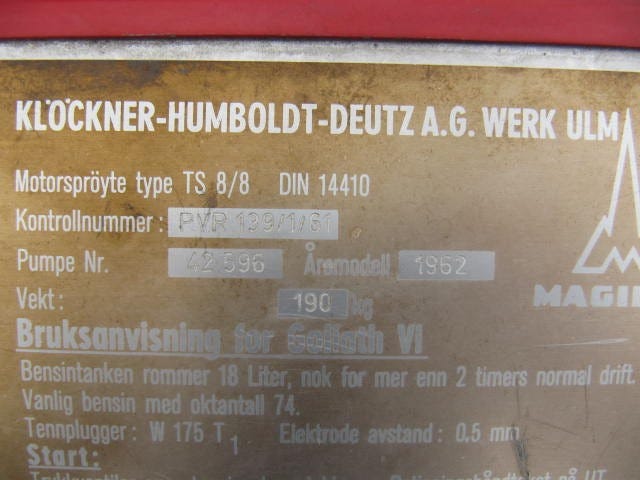 KLÖCKNER-HUMBOLDT-DEUTZ A.G. WERK ULM
Motorspröyte type TS 8/8 DIN 14410
Kontrollnummer: PYR 139/1/61
Pumpe Nr. 42 596 Åremodell 1962
Vekt: 190 kg
MAGI
Bruksanvisning for Goliath VI
Bensintanken rommer 18 Liter, nok for mer enn 2 timers normal drift.
Vanlig bensin med oktantall 74.
Tennplugger: W 175 T1 Elektrode avstand: 0.5 mm
Start: